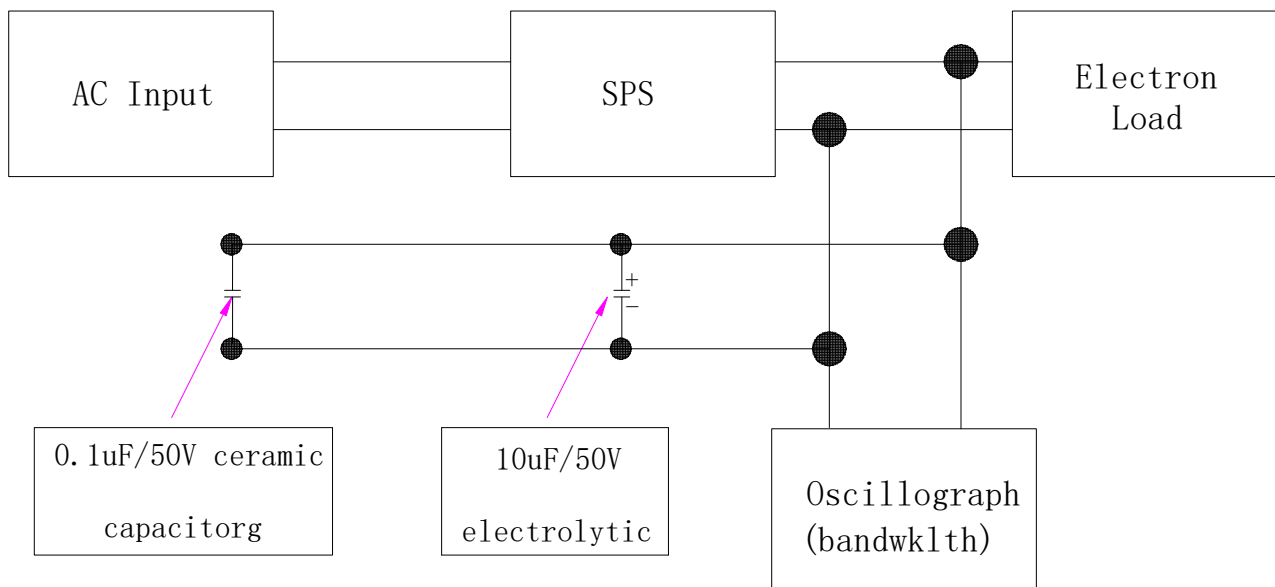 AC Input
SPS
Electron
Load
+
−
0.1uF/50V ceramic
capacitorg
10uF/50V
electrolytic
Oscillograph
(bandwklth)